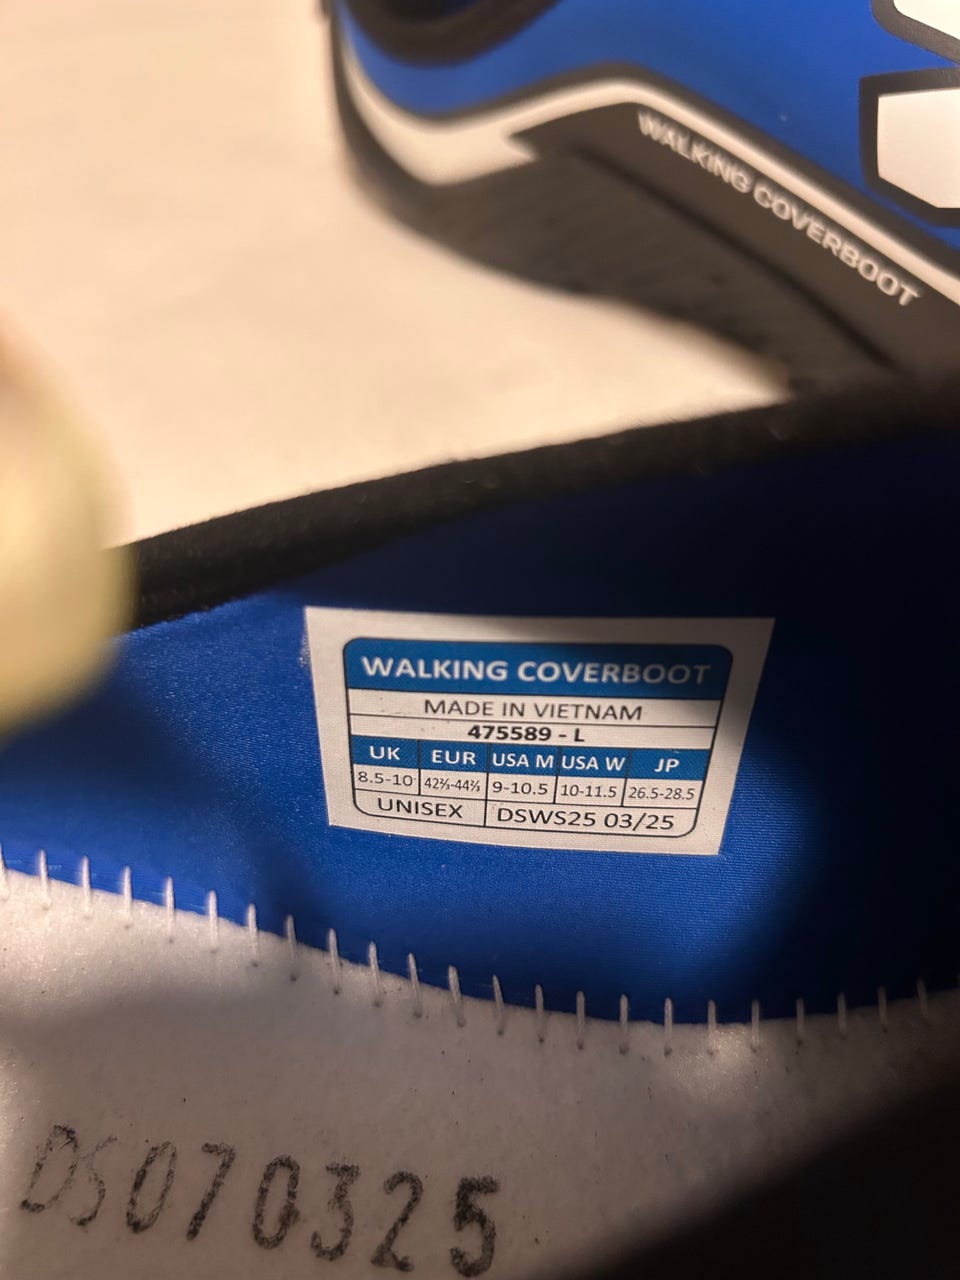 WALKING COVERBOOT
WALKING COVERBOOT
MADE IN VIETNAM
475589 - L
UK EUR USA M USA W JP
8.5-10 42⅔-44⅔ 9-10.5 10-11.5 26.5-28.5
UNISEX DSWS25 03/25
DS070325